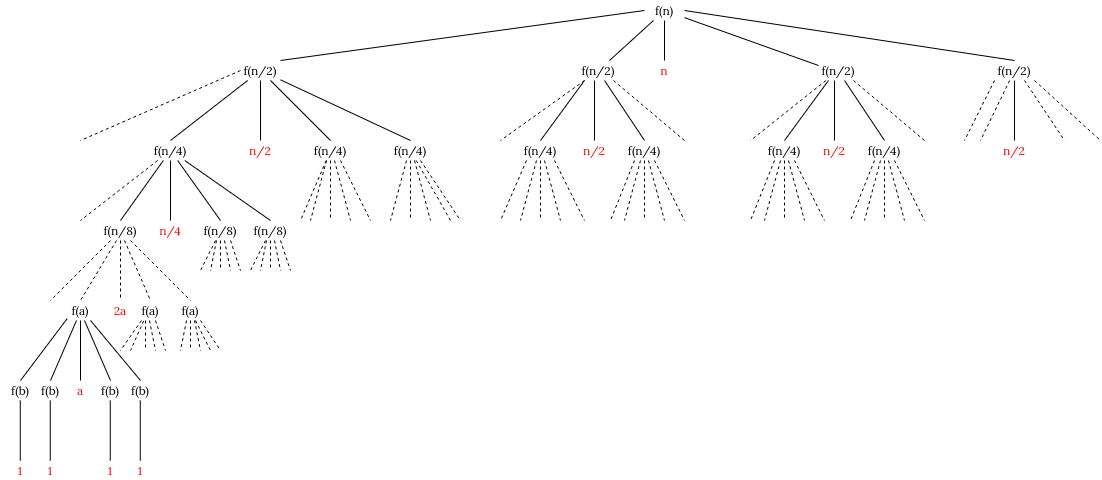 f(n)
f(n/2) f(n/2) n f(n/2) f(n/2)
f(n/4) n/2 f(n/4) f(n/4) f(n/4) n/2 f(n/4) f(n/4) n/2 f(n/4) n/2
f(n/8) n/4 f(n/8) f(n/8)
f(a) 2a f(a) f(a)
f(b) f(b) a f(b) f(b)
1 1 1 1